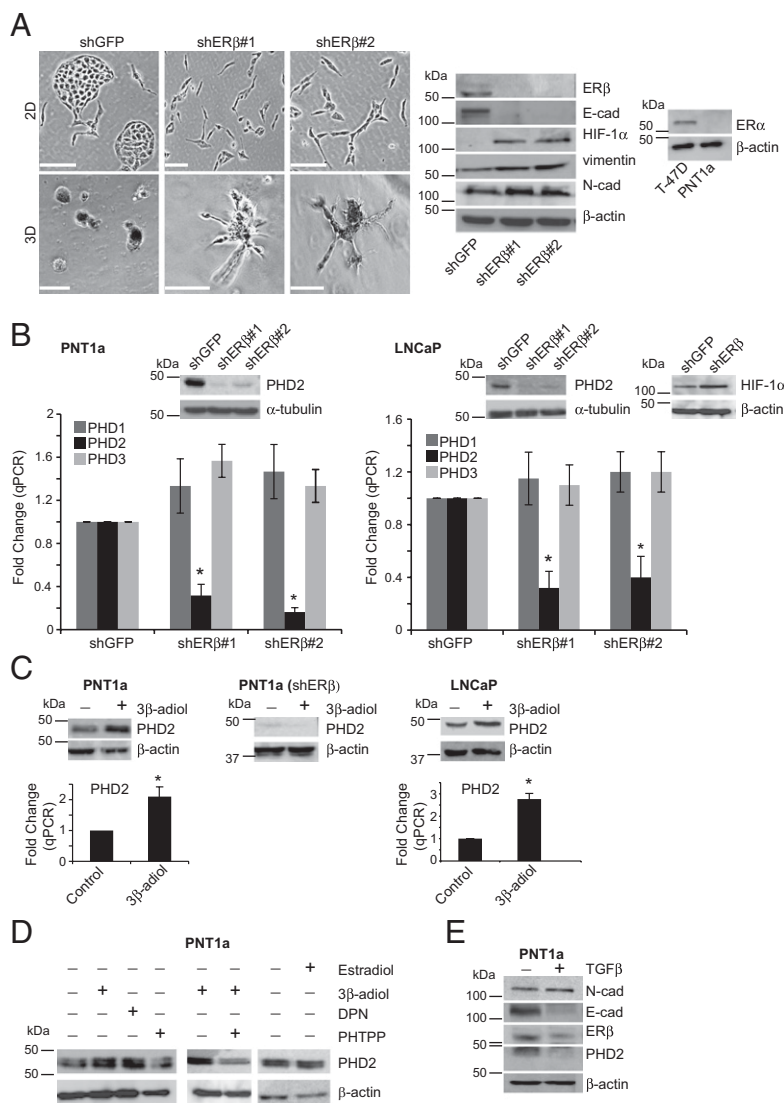 A
shGFP
shERβ#1
shERβ#2
2D
3D
kDa
50
100
100
50
100
50
ERβ
E-cad
HIF-1α
vimentin
N-cad
β-actin
shGFP
shERβ#1
shERβ#2
kDa
50
50
ERα
β-actin
T-47D
PNT1a
B
PNT1a
kDa
shGFP
shERβ#1
shERβ#2
50
PHD2
50
α-tubulin
Fold Change (qPCR)
1.8
1.4
1
0.8
0.4
0
PHD1
PHD2
PHD3
*
*
shGFP
shERβ#1
shERβ#2
LNCaP
kDa
shGFP
shERβ#1
shERβ#2
50
PHD2
50
α-tubulin
shGFP
shERβ
kDa
100
HIF-1α
50
β-actin
Fold Change (qPCR)
1.6
1.2
0.8
0.4
0
PHD1
PHD2
PHD3
*
*
shGFP
shERβ#1
shERβ#2
C
PNT1a
kDa
− +
3β-adiol
50
PHD2
50
β-actin
Fold Change (qPCR)
2
1
0
PHD2
*
Control
3β-adiol
PNT1a (shERβ)
kDa
− +
3β-adiol
50
PHD2
37
β-actin
LNCaP
kDa
− +
3β-adiol
50
PHD2
37
β-actin
Fold Change (qPCR)
3
2
1
0
PHD2
*
Control
3β-adiol
D
PNT1a
− − − − − − − + Estradiol
− + − − + + − − 3β-adiol
− − + − − − − − DPN
− − − + − + − − PHTPP
kDa
50
PHD2
50
β-actin
E
PNT1a
− +
TGFβ
kDa
100
N-cad
100
E-cad
50
ERβ
50
PHD2
50
β-actin